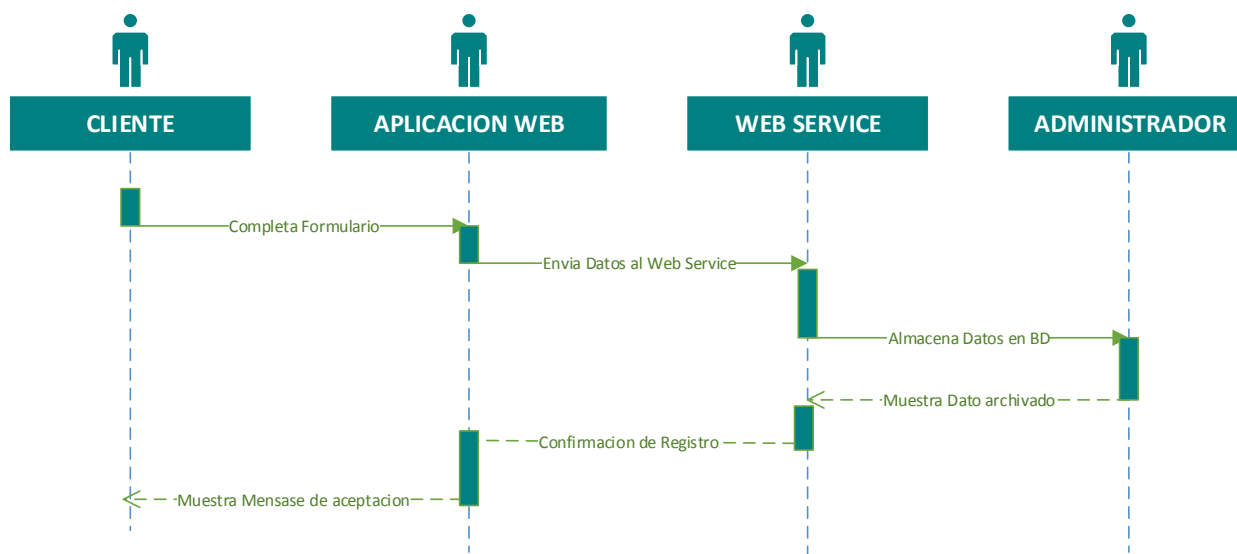 CLIENTE
APLICACION WEB
WEB SERVICE
ADMINISTRADOR
Completa Formulario
Envia Datos al Web Service
Almacena Datos en BD
Muestra Dato archivado
Confirmacion de Registro
Muestra Mensase de aceptacion